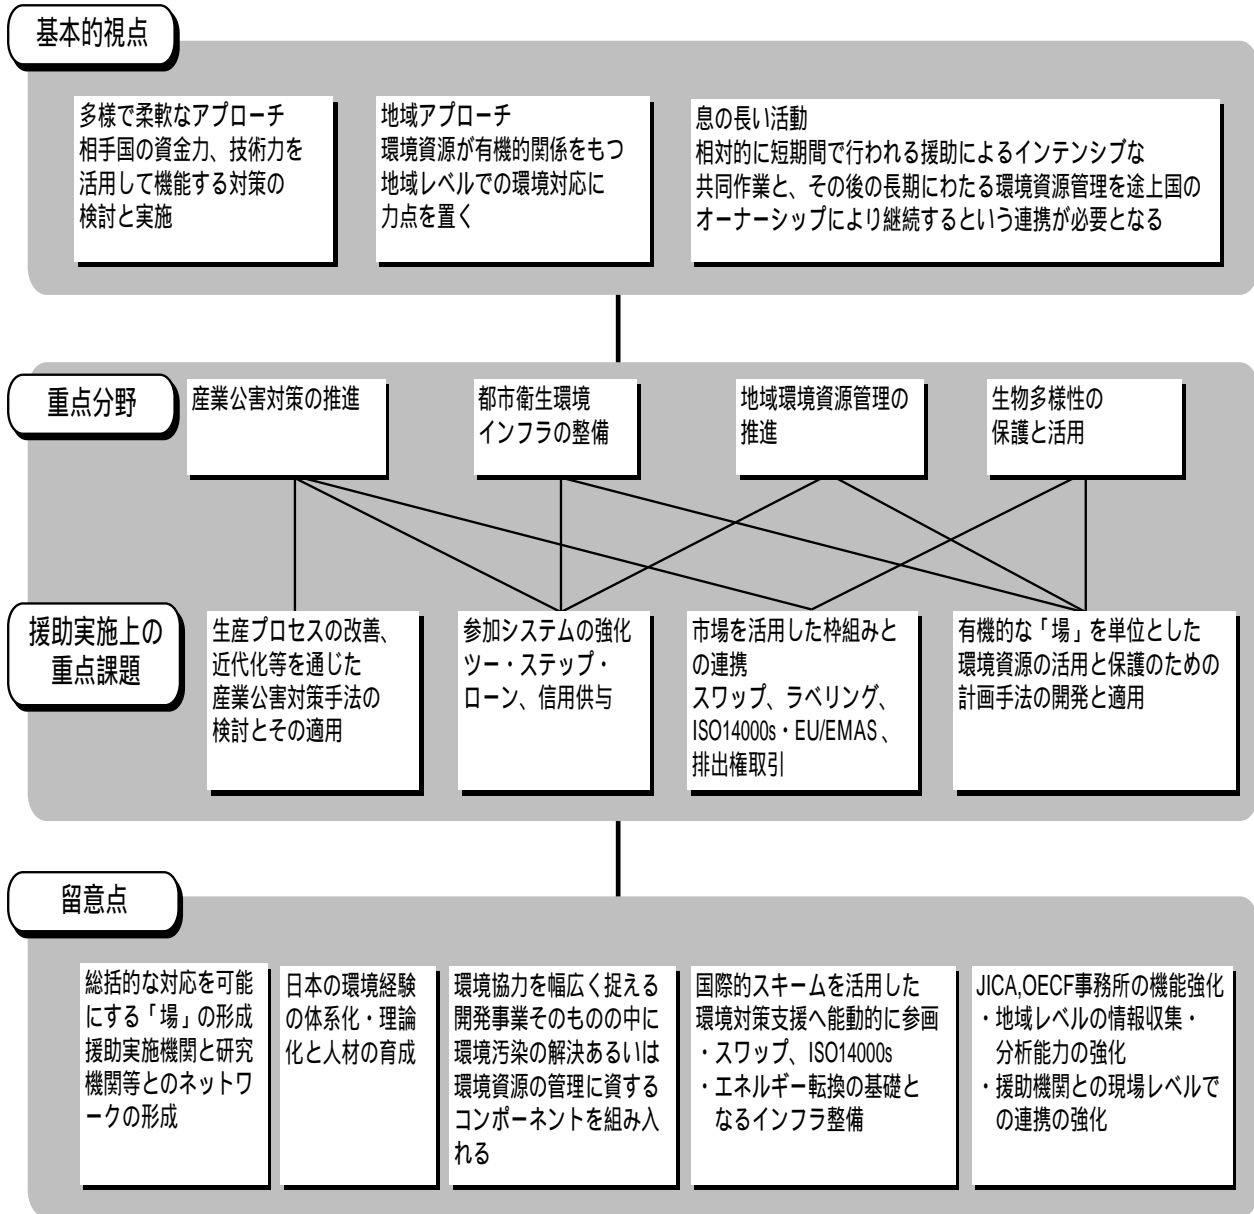 基本的視点
多様で柔軟なアプローチ
相手国の資金力、技術力を
活用して機能する対策の
検討と実施
地域アプローチ
環境資源が有機的関係をもつ
地域レベルでの環境対応に
力点を置く
息の長い活動
相対的に短期間で行われる援助によるインテンシブな
共同作業と、その後の長期にわたる環境資源管理を途上国の
オーナーシップにより継続するという連携が必要となる
重点分野
産業公害対策の推進
都市衛生環境
インフラの整備
地域環境資源管理の
推進
生物多様性の
保護と活用
援助実施上の
重点課題
生産プロセスの改善、
近代化等を通じた
産業公害対策手法の
検討とその適用
参加システムの強化
ツー・ステップ・
ローン、信用供与
市場を活用した枠組みと
の連携
スワップ、ラベリング、
ISO14000s・EU/EMAS、
排出権取引
有機的な「場」を単位とした
環境資源の活用と保護のための
計画手法の開発と適用
留意点
総括的な対応を可能
にする「場」の形成
援助実施機関と研究
機関等とのネットワ
ークの形成
日本の環境経験
の体系化・理論
化と人材の育成
環境協力を幅広く捉える
開発事業そのものの中に
環境汚染の解決あるいは
環境資源の管理に資する
コンポーネントを組み入
れる
国際的スキームを活用した
環境対策支援へ能動的に参画
・スワップ、ISO14000s
・エネルギー転換の基礎と
なるインフラ整備
JICA,OECF事務所の機能強化
・地域レベルの情報収集・
分析能力の強化
・援助機関との現場レベルで
の連携の強化